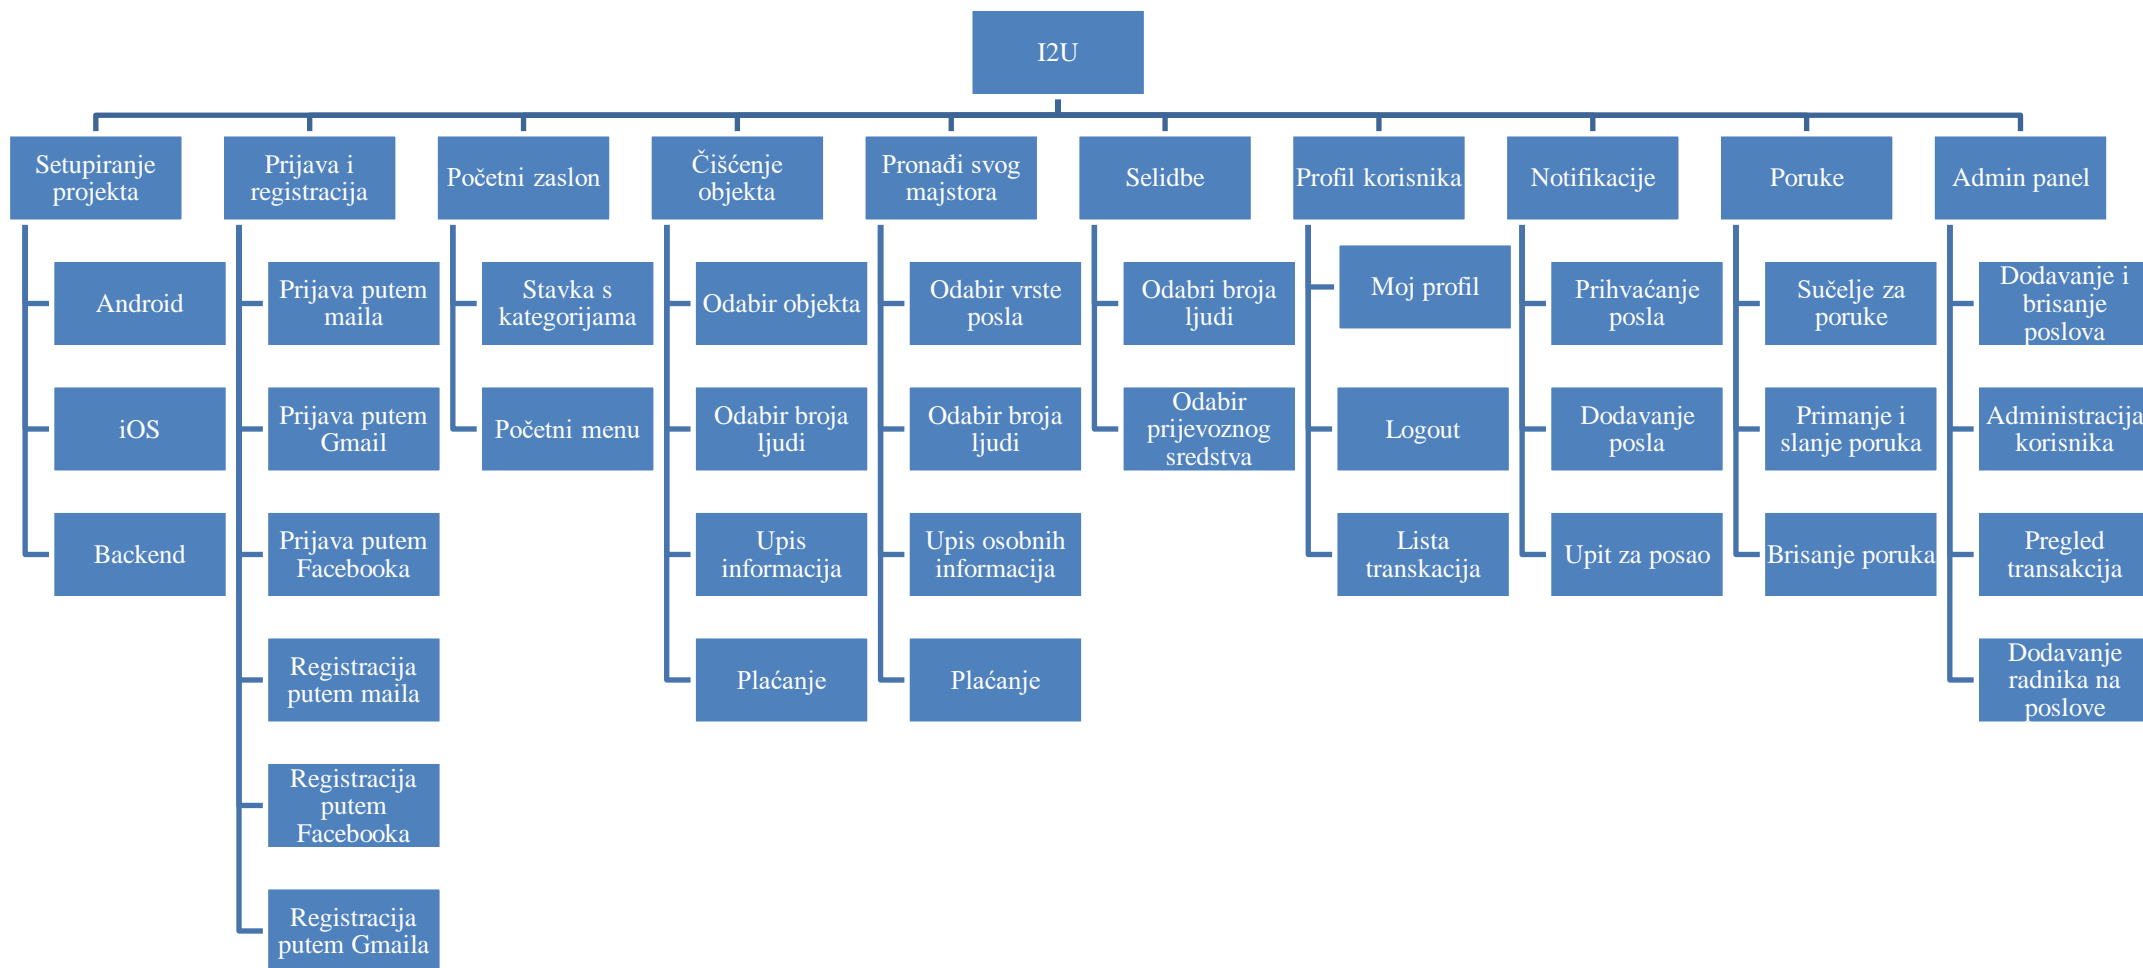 I2U
Setupiranje
projekta
Android
iOS
Backend
Prijava i
registracija
Prijava putem
maila
Prijava putem
Gmail
Prijava putem
Facebooka
Registracija
putem maila
Registracija
putem
Facebooka
Registracija
putem Gmaila
Početni zaslon
Stavka s
kategorijama
Početni menu
Čišćenje
objekta
Odabir objekta
Odabir broja
ljudi
Upis
informacija
Plaćanje
Pronađi svog
majstora
Odabir vrste
posla
Odabir broja
ljudi
Upis osobnih
informacija
Plaćanje
Selidbe
Odabri broja
ljudi
Odabir
prijevoznog
sredstva
Profil korisnika
Moj profil
Logout
Lista
transkacija
Notifikacije
Prihvaćanje
posla
Dodavanje
posla
Upit za posao
Poruke
Sučelje za
poruke
Primanje i
slanje poruka
Brisanje poruka
Admin panel
Dodavanje i
brisanje
poslova
Administracija
korisnika
Pregled
transakcija
Dodavanje
radnika na
poslove